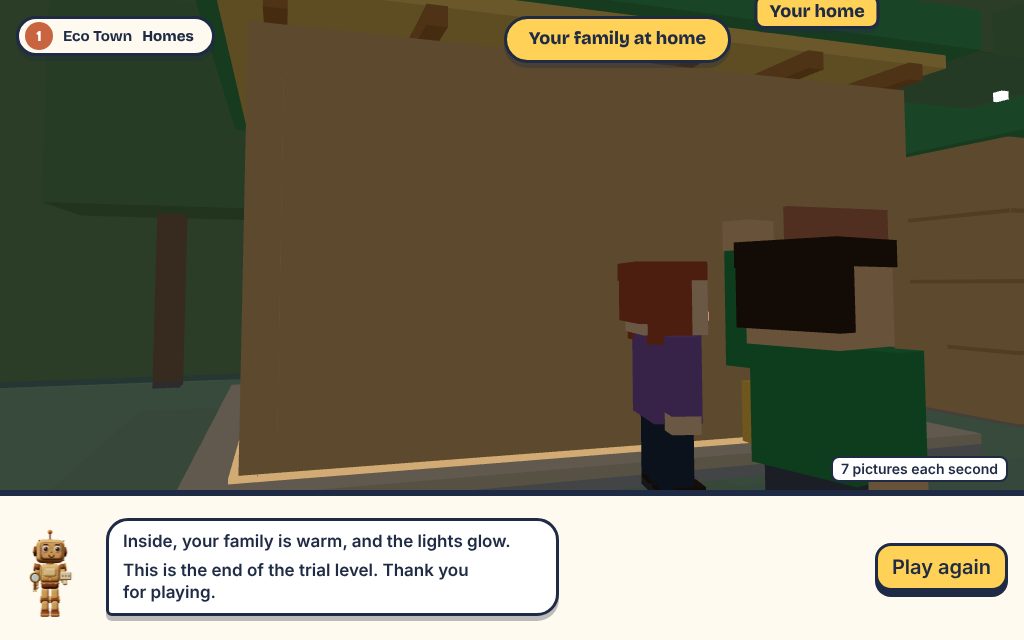 1 Eco Town Homes
Your family at home
Your home
7 pictures each second
Inside, your family is warm, and the lights glow.
This is the end of the trial level. Thank you
for playing.
Play again